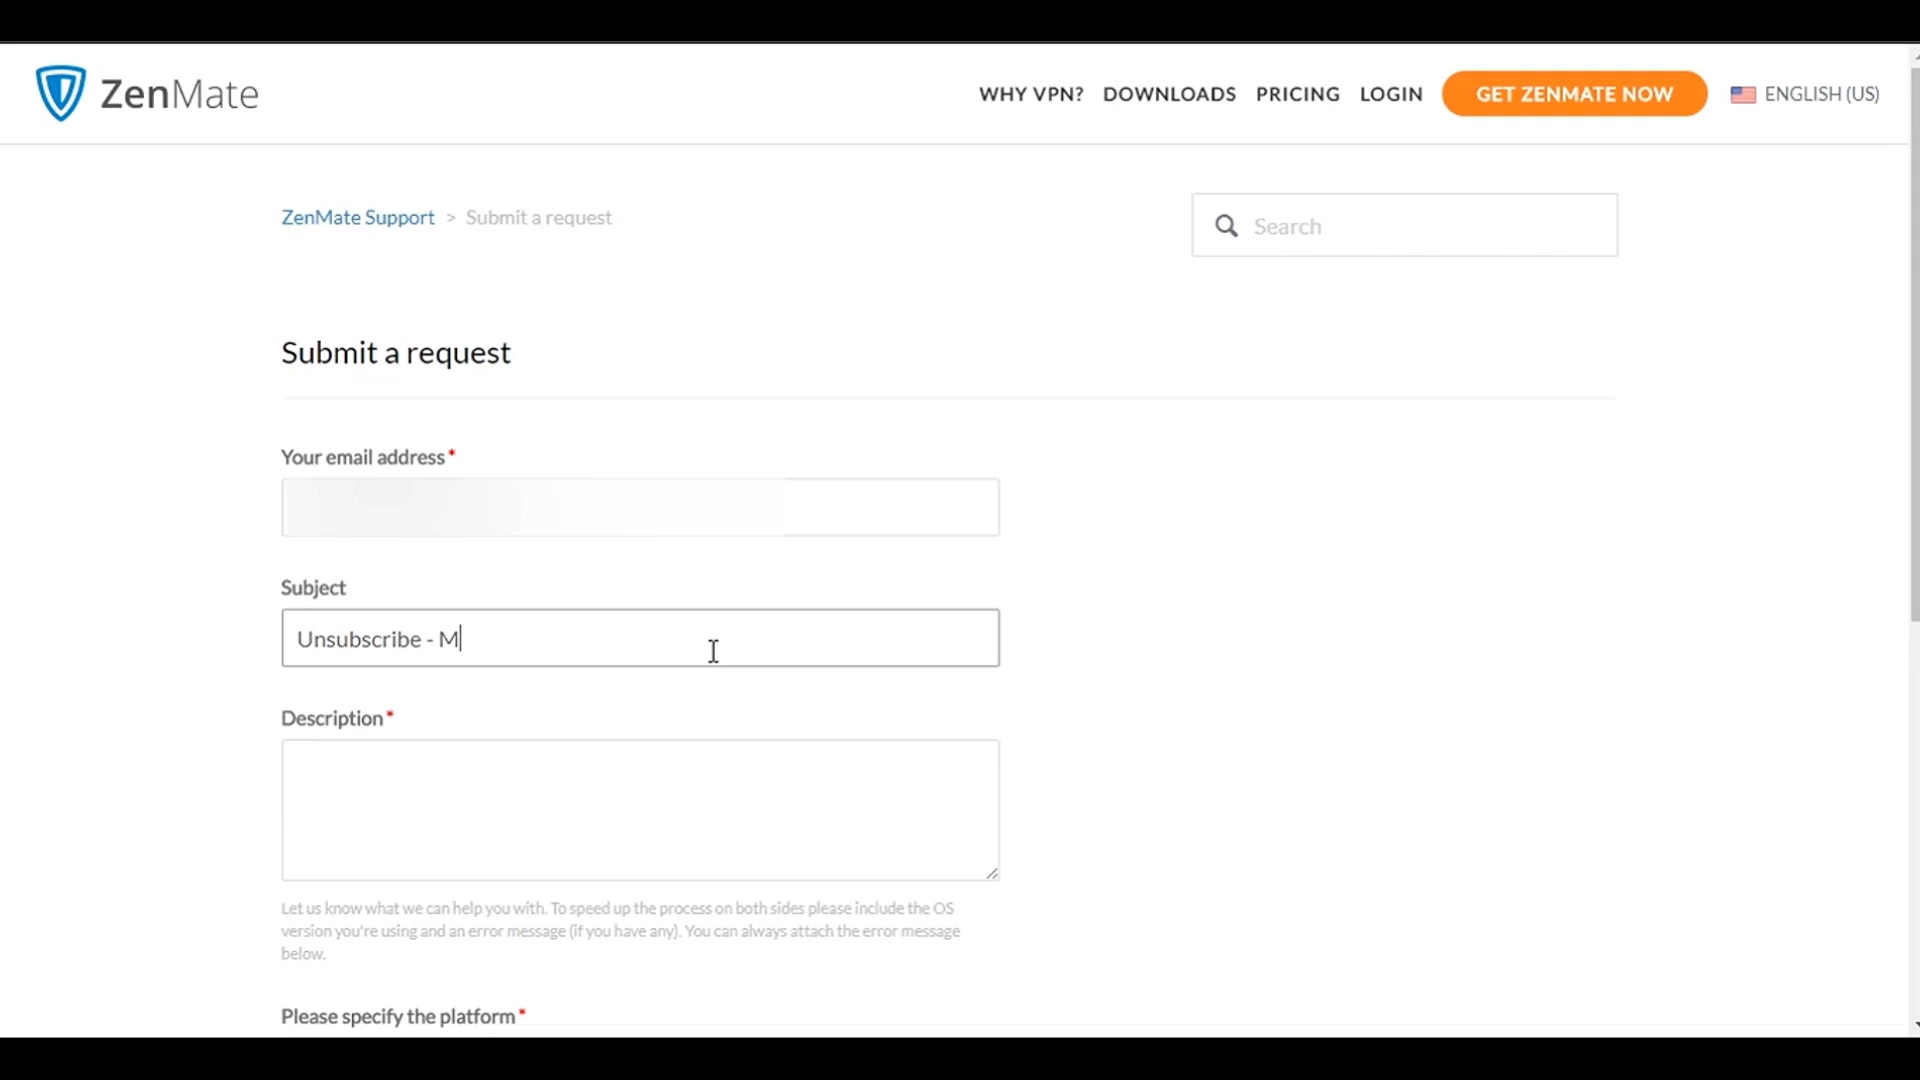 ZenMate
WHY VPN? DOWNLOADS PRICING LOGIN GET ZENMATE NOW ENGLISH (US)
ZenMate Support > Submit a request
Search
Submit a request
Your email address*
Subject
Unsubscribe - M
Description*
Let us know what we can help you with. To speed up the process on both sides please include the OS
version you're using and an error message (if you have any). You can always attach the error message
below.
Please specify the platform*